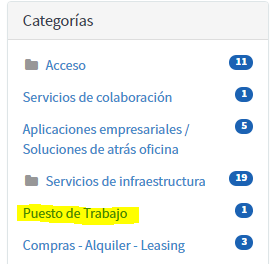 Categorías
Acceso 11
Servicios de colaboración 1
Aplicaciones empresariales / 5
Soluciones de atrás oficina
Servicios de infraestructura 19
Puesto de Trabajo 1
Compras - Alquiler - Leasing 3